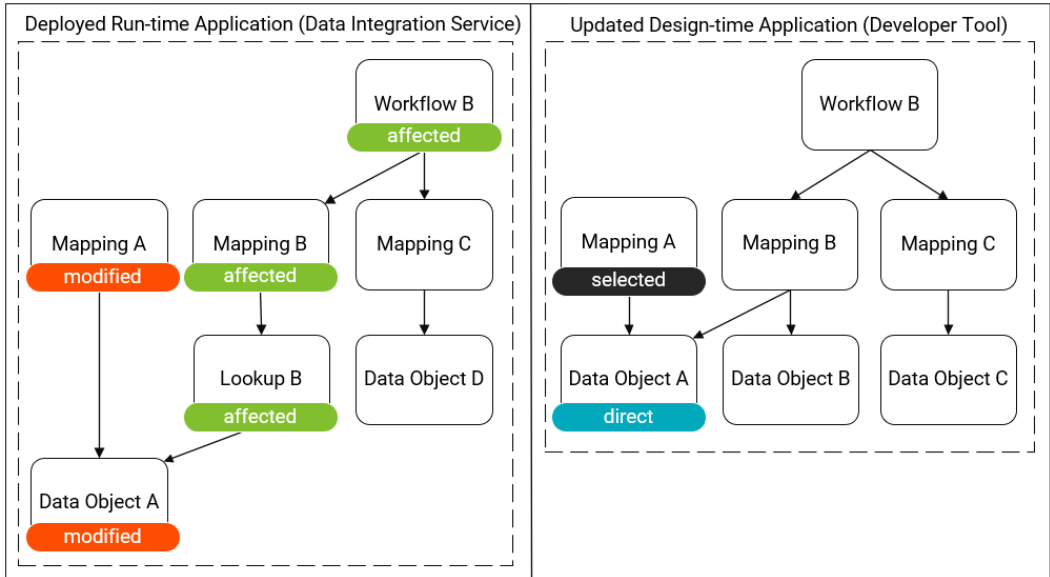 Deployed Run-time Application (Data Integration Service)
Workflow B
affected
Mapping A
modified
Mapping B
affected
Mapping C
Lookup B
affected
Data Object D
Data Object A
modified
Updated Design-time Application (Developer Tool)
Workflow B
Mapping A
selected
Mapping B
Mapping C
Data Object A
direct
Data Object B
Data Object C